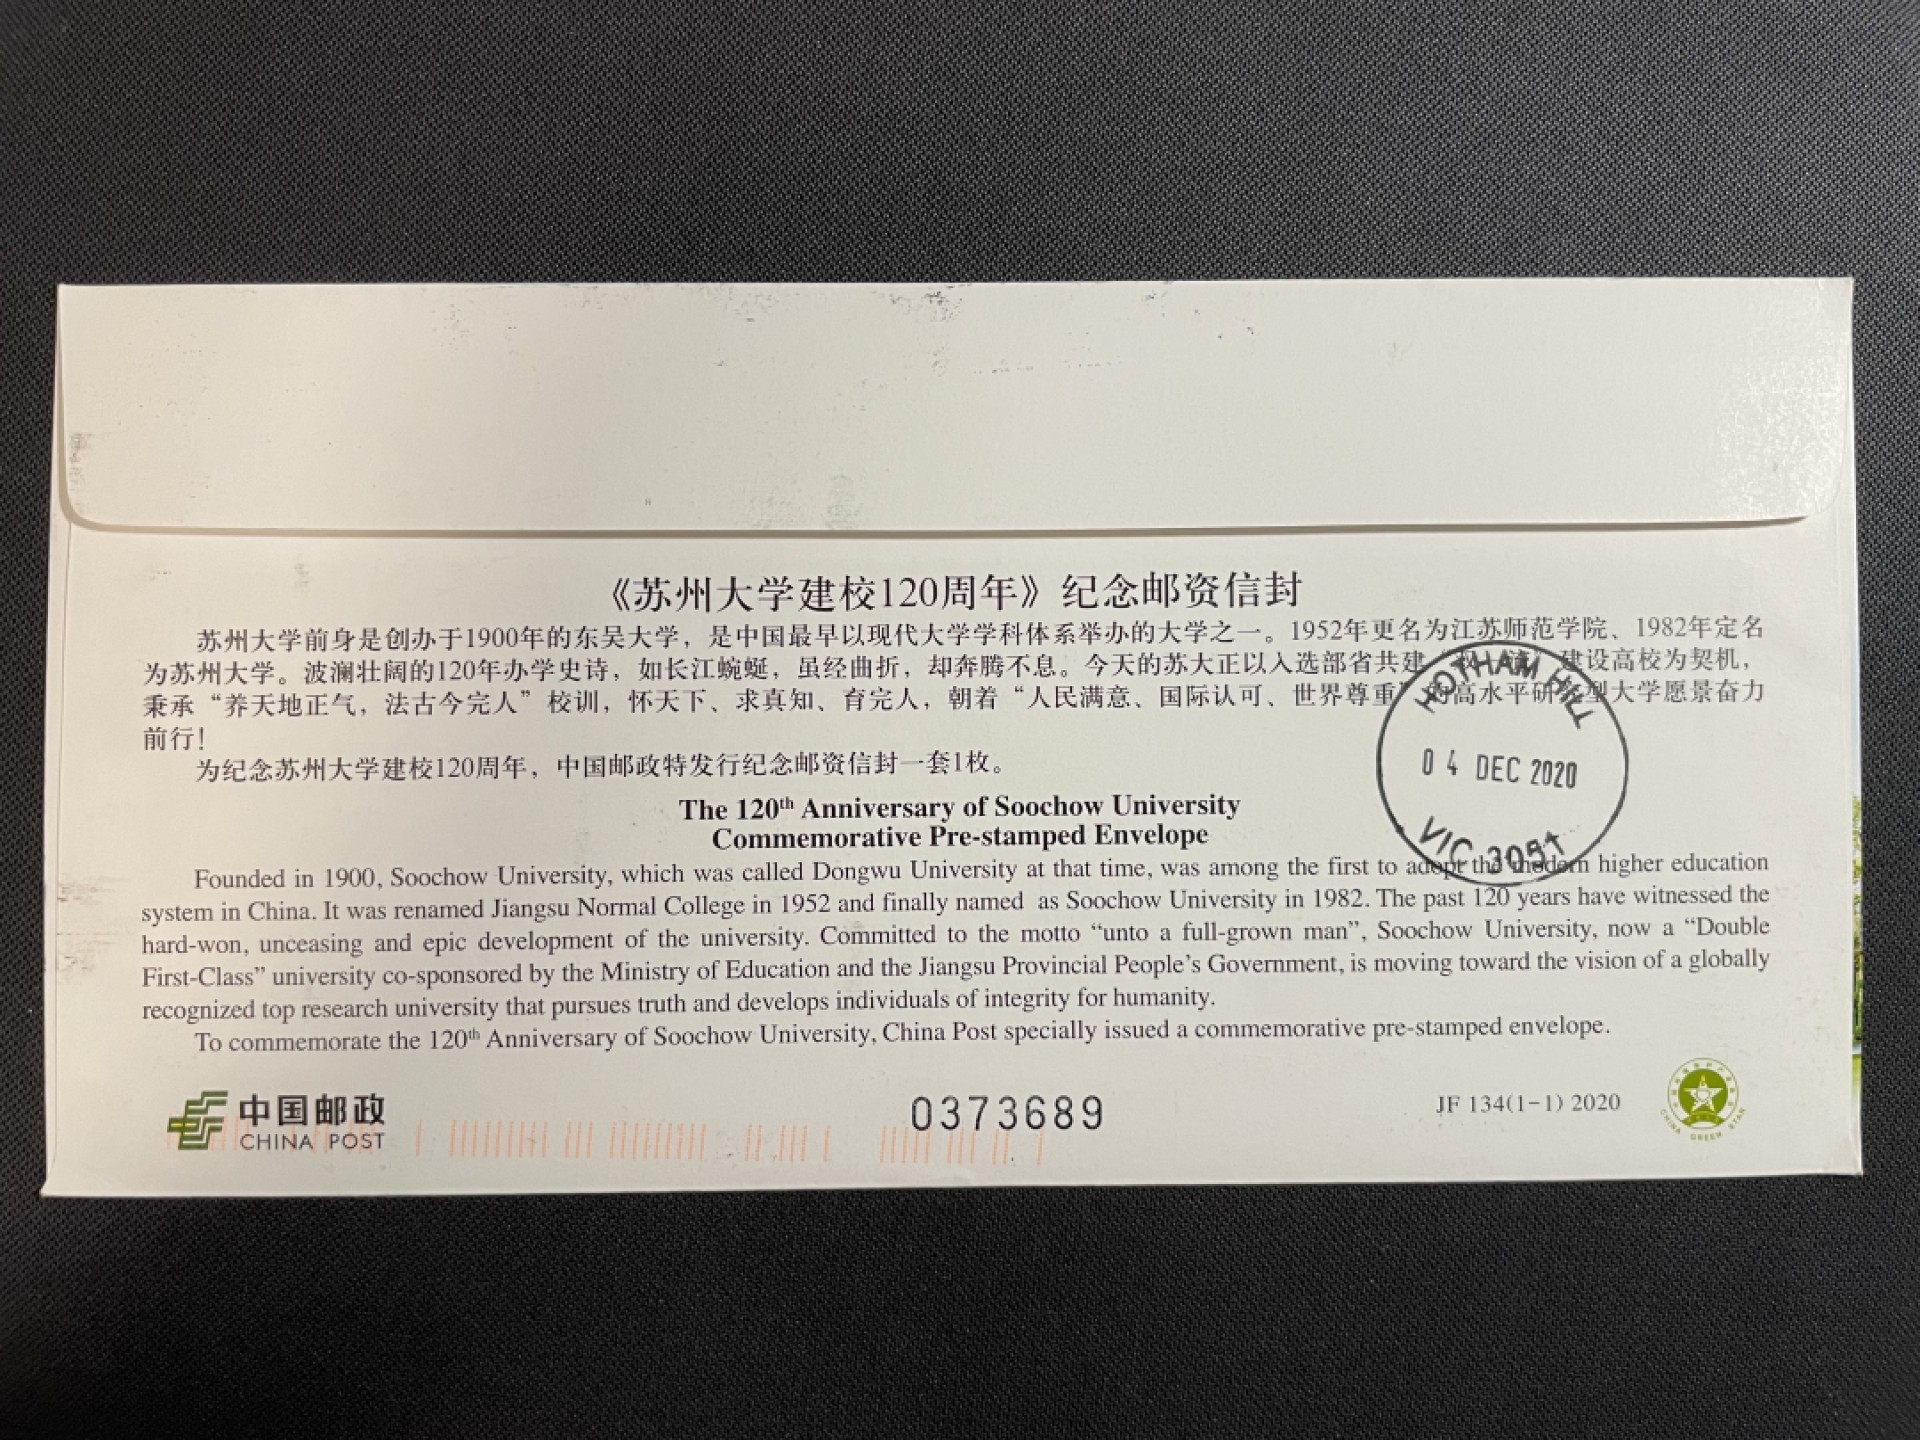 《苏州大学建校120周年》纪念邮资信封
苏州大学前身是创办于1900年的东吴大学，是中国最早以现代大学学科体系举办的大学之一。1952年更名为江苏师范学院、1982年定名
为苏州大学。波澜壮阔的120年办学史诗，如长江蜿蜒，虽经曲折，却奔腾不息。今天的苏大正以入选部省共建“双一流”建设高校为契机，
秉承“养天地正气，法古今完人”校训，怀天下、求真知、育完人，朝着“人民满意、国际认可、世界尊重”的高水平研究型大学愿景奋力
前行！
为纪念苏州大学建校120周年，中国邮政特发行纪念邮资信封一套1枚。
HOTHAM HILL
04 DEC 2020
VIC 3051
The 120th Anniversary of Soochow University
Commemorative Pre-stamped Envelope
Founded in 1900, Soochow University, which was called Dongwu University at that time, was among the first to adopt the modern higher education
system in China. It was renamed Jiangsu Normal College in 1952 and finally named as Soochow University in 1982. The past 120 years have witnessed the
hard-won, unceasing and epic development of the university. Committed to the motto “unto a full-grown man”, Soochow University, now a “Double
First-Class” university co-sponsored by the Ministry of Education and the Jiangsu Provincial People’s Government, is moving toward the vision of a globally
recognized top research university that pursues truth and develops individuals of integrity for humanity.
To commemorate the 120th Anniversary of Soochow University, China Post specially issued a commemorative pre-stamped envelope.
中国邮政
CHINA POST
0373689
JF 134(1-1) 2020
CHINA GREEN STAR